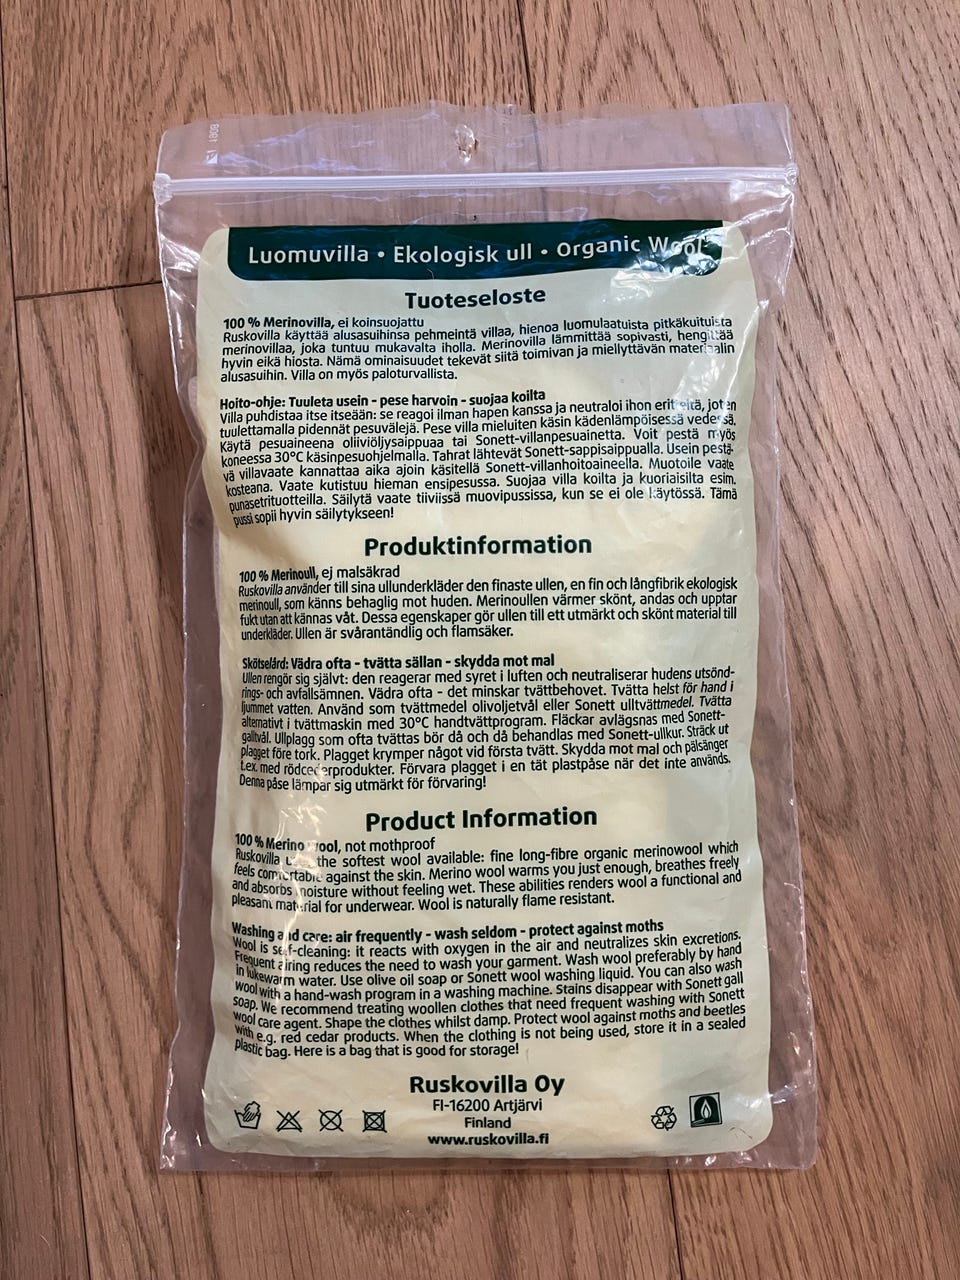 Luomuvilla • Ekologisk ull • Organic Wool
Tuoteseloste
100 % Merinovilla, ei koinsuojattu
Ruskovilla käyttää alusasuihinsa pehmeintä villaa, hienoa luomulaatuista pitkäkuituista
merinovillaa, joka tuntuu mukavalta iholla. Merinovilla lämmittää sopivasti, hengittää
hyvin eikä hiosta. Nämä ominaisuudet tekevät siitä toimivan ja miellyttävän materiaalin
alusasuihin. Villa on myös paloturvallista.
Hoito-ohje: Tuuleta usein - pese harvoin - suojaa koilta
Villa puhdistaa itse itseään: se reagoi ilman hapen kanssa ja neutraloi ihon eritteitä, joten
tuulettamalla pidennät pesuvälejä. Pese villa mieluiten käsin kädenlämpöisessä vedessä.
Käytä pesuaineena oliiviöljysaippuaa tai Sonett-villanpesuainetta. Voit pestä myös
koneessa 30°C käsinpesuohjelmalla. Tahrat lähtevät Sonett-sappisaippualla. Usein pestä-
vä villavaate kannattaa aika ajoin käsitellä Sonett-villanhoitoaineella. Muotoile vaate
kosteana. Vaate kutistuu hieman ensipesussa. Suojaa villa koilta ja kuoriaisilta esim.
punasetrituotteilla. Säilytä vaate tiiviissä muovipussissa, kun se ei ole käytössä. Tämä
pussi sopii hyvin säilytykseen!
Produktinformation
100 % Merinoull, ej malsäkrad
Ruskovilla använder till sina ullunderkläder den finaste ullen, en fin och långfibrik ekologisk
merinoull, som känns behaglig mot huden. Merinoullen värmer skönt, andas och upptar
fukt utan att kännas våt. Dessa egenskaper gör ullen till ett utmärkt och skönt material till
underkläder. Ullen är svårantändlig och flamsäker.
Skötselråd: Vädra ofta - tvätta sällan - skydda mot mal
Ullen rengör sig självt: den reagerar med syret i luften och neutraliserar hudens utsönd-
rings- och avfallsämnen. Vädra ofta - det minskar tvättbehovet. Tvätta helst för hand i
ljummet vatten. Använd som tvättmedel olivoljetvål eller Sonett ulltvättmedel. Tvätta
alternativt i tvättmaskin med 30°C handtvättprogram. Fläckar avlägsnas med Sonett-
galltvål. Ullplagg som ofta tvättas bör då och då behandlas med Sonett-ullkur. Sträck ut
plagget före tork. Plagget krymper något vid första tvätt. Skydda mot mal och pälsänger
t.ex. med rödcederprodukter. Förvara plagget i en tät plastpåse när det inte används.
Denna påse lämpar sig utmärkt för förvaring!
Product Information
100 % Merino wool, not mothproof
Ruskovilla uses the softest wool available: fine long-fibre organic merinowool which
feels comfortable against the skin. Merino wool warms you just enough, breathes freely
and absorbs moisture without feeling wet. These abilities renders wool a functional and
pleasant material for underwear. Wool is naturally flame resistant.
Washing and care: air frequently - wash seldom - protect against moths
Wool is self-cleaning: it reacts with oxygen in the air and neutralizes skin excretions.
Frequent airing reduces the need to wash your garment. Wash wool preferably by hand
in lukewarm water. Use olive oil soap or Sonett wool washing liquid. You can also wash
wool with a hand-wash program in a washing machine. Stains disappear with Sonett gall
soap. We recommend treating woollen clothes that need frequent washing with Sonett
wool care agent. Shape the clothes whilst damp. Protect wool against moths and beetles
with e.g. red cedar products. When the clothing is not being used, store it in a sealed
plastic bag. Here is a bag that is good for storage!
Ruskovilla Oy
FI-16200 Artjärvi
Finland
www.ruskovilla.fi